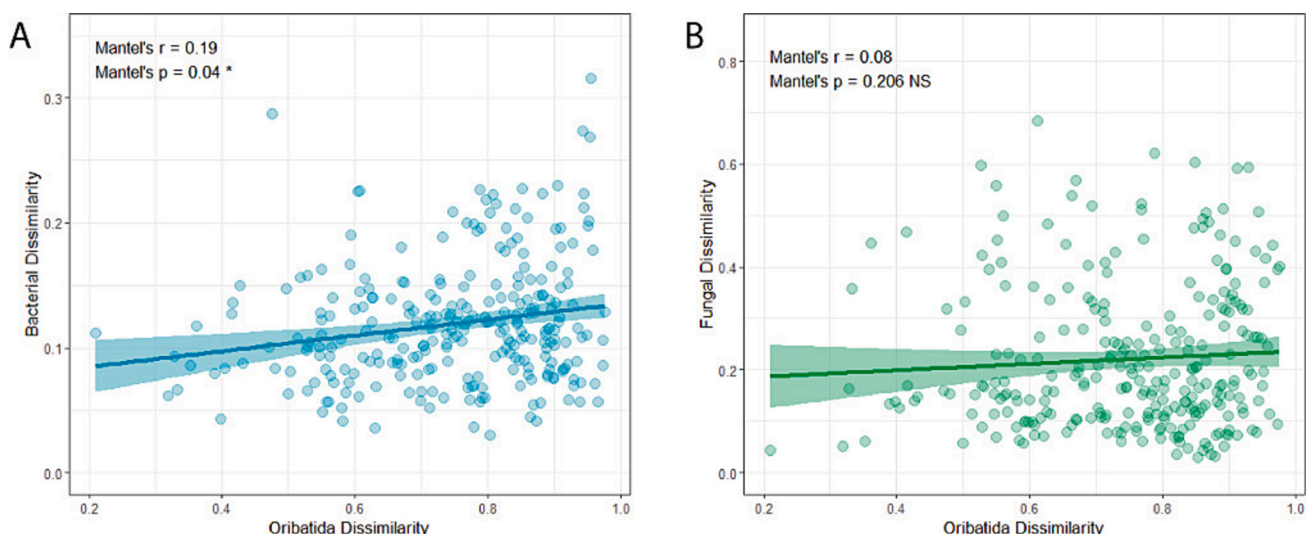 A
Mantel's r = 0.19
Mantel's p = 0.04 *
Bacterial Dissimilarity
0.3
0.2
0.1
0.0
0.2 0.4 0.6 0.8 1.0
Oribatida Dissimilarity
B
Mantel's r = 0.08
Mantel's p = 0.206 NS
Fungal Dissimilarity
0.8
0.6
0.4
0.2
0.0
0.2 0.4 0.6 0.8 1.0
Oribatida Dissimilarity